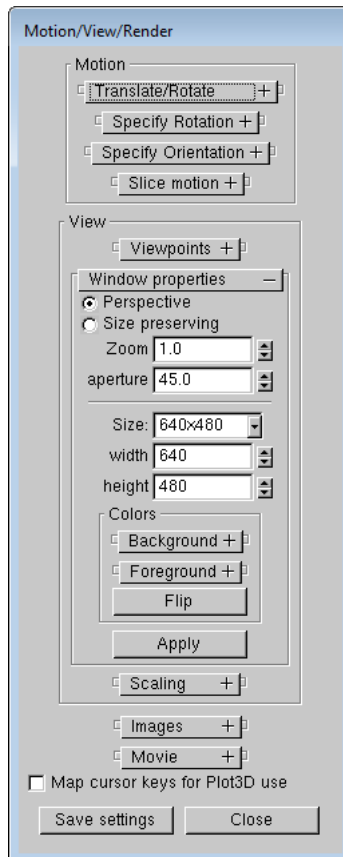 Motion/View/Render
Motion
Translate/Rotate +
Specify Rotation +
Specify Orientation +
Slice motion +
View
Viewpoints +
Window properties −
Perspective
Size preserving
Zoom 1.0
aperture 45.0
Size: 640x480
width 640
height 480
Colors
Background +
Foreground +
Flip
Apply
Scaling +
Images +
Movie +
Map cursor keys for Plot3D use
Save settings Close